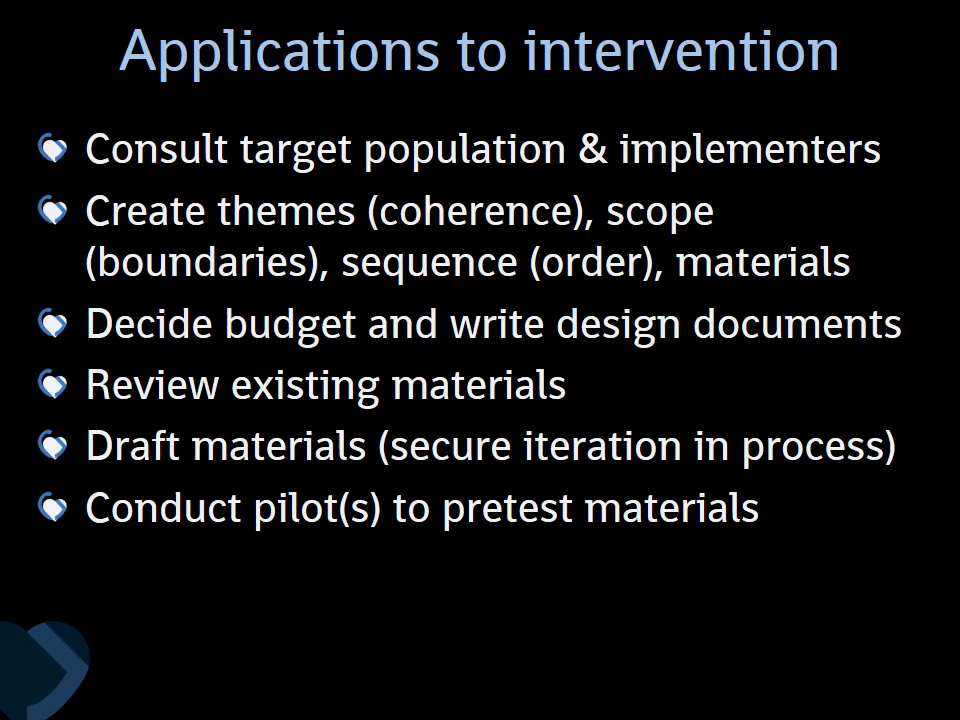 Applications to intervention
Consult target population & implementers
Create themes (coherence), scope
(boundaries), sequence (order), materials
Decide budget and write design documents
Review existing materials
Draft materials (secure iteration in process)
Conduct pilot(s) to pretest materials